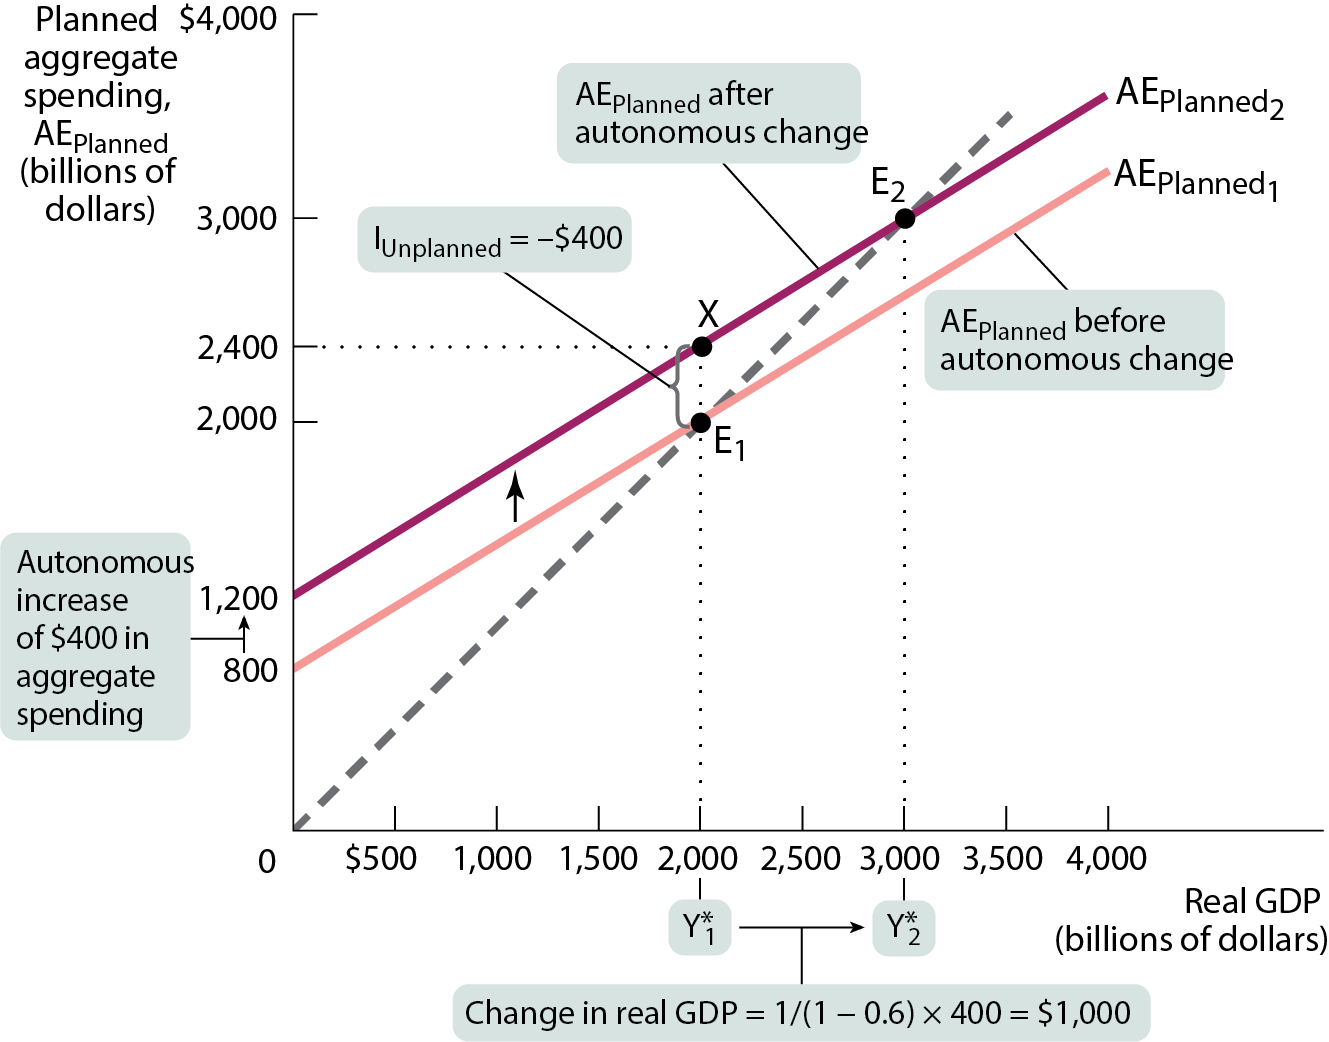 Planned
aggregate
spending,
AEPlanned
(billions of
dollars)
$4,000
3,000
2,400
2,000
1,200
800
0
AEPlanned after
autonomous change
AEPlanned2
AEPlanned1
E2
IUnplanned = –$400
X
AEPlanned before
autonomous change
E1
Autonomous
increase
of $400 in
aggregate
spending
$500 1,000 1,500 2,000 2,500 3,000 3,500 4,000
Real GDP
(billions of dollars)
Y*1
Y*2
Change in real GDP = 1/(1 – 0.6) × 400 = $1,000